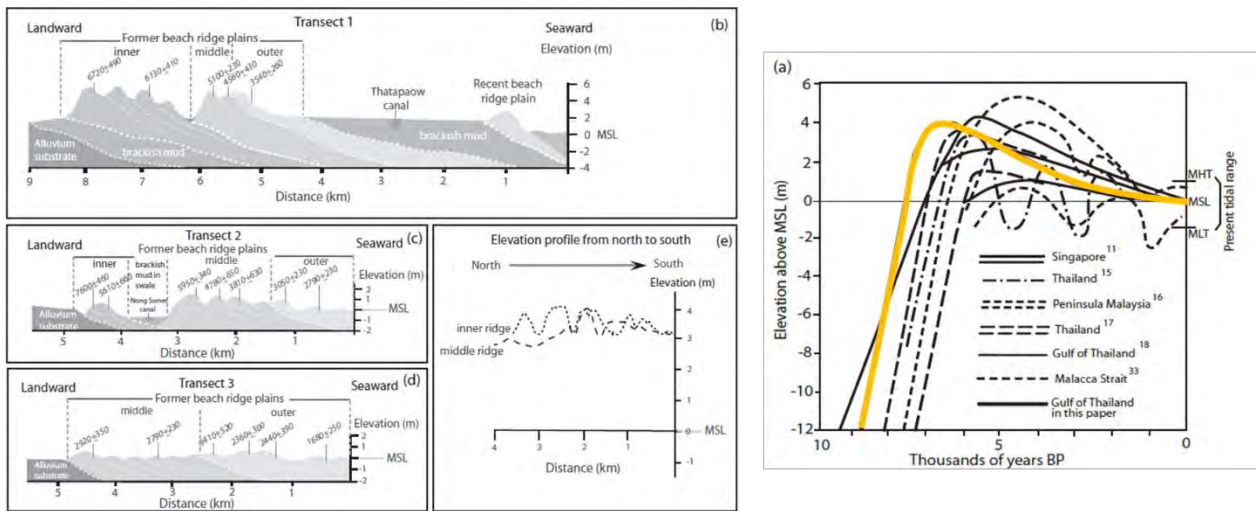 Transect 1
(b)
Landward
Seaward
Former beach ridge plains
Elevation (m)
inner
middle
outer
6720±490
6130±410
5100±230
4560±430
3540±260
Thatapaow
canal
Recent beach
ridge plain
6
4
2
0 MSL
-2
-4
Alluvium
substrate
brackish mud
brackish mud
9 8 7 6 5 4 3 2 1
Distance (km)
Transect 2
(c)
Landward
Seaward
Former beach ridge plains
inner
brackish
mud in
swale
middle
outer
Elevation (m)
7600±460
5610±660
canal
5950±340
4780±650
3810±630
3050±230
2790±230
2
1
MSL
-1
-2
Alluvium
substrate
5 4 3 2 1
Distance (km)
Transect 3
(d)
Landward
Seaward
Former beach ridge plains
middle
outer
Elevation (m)
2920±350
2790±230
3410±520
2360±300
2440±390
1680±250
2
1
MSL
-1
-2
Alluvium
substrate
5 4 3 2 1
Distance (km)
(e)
Elevation profile from north to south
North
South
Elevation (m)
inner ridge
middle ridge
4
3
2
1
0 MSL
-1
4 3 2 1
Distance (km)
(a)
Elevation above MSL (m)
6
4
2
0
-2
-4
-6
-8
-10
-12
10 5 0
Thousands of years BP
MHT
MSL
MLT
Present tidal range
Singapore 11
Thailand 15
Peninsula Malaysia 16
Thailand 17
Gulf of Thailand 18
Malacca Strait 33
Gulf of Thailand
in this paper